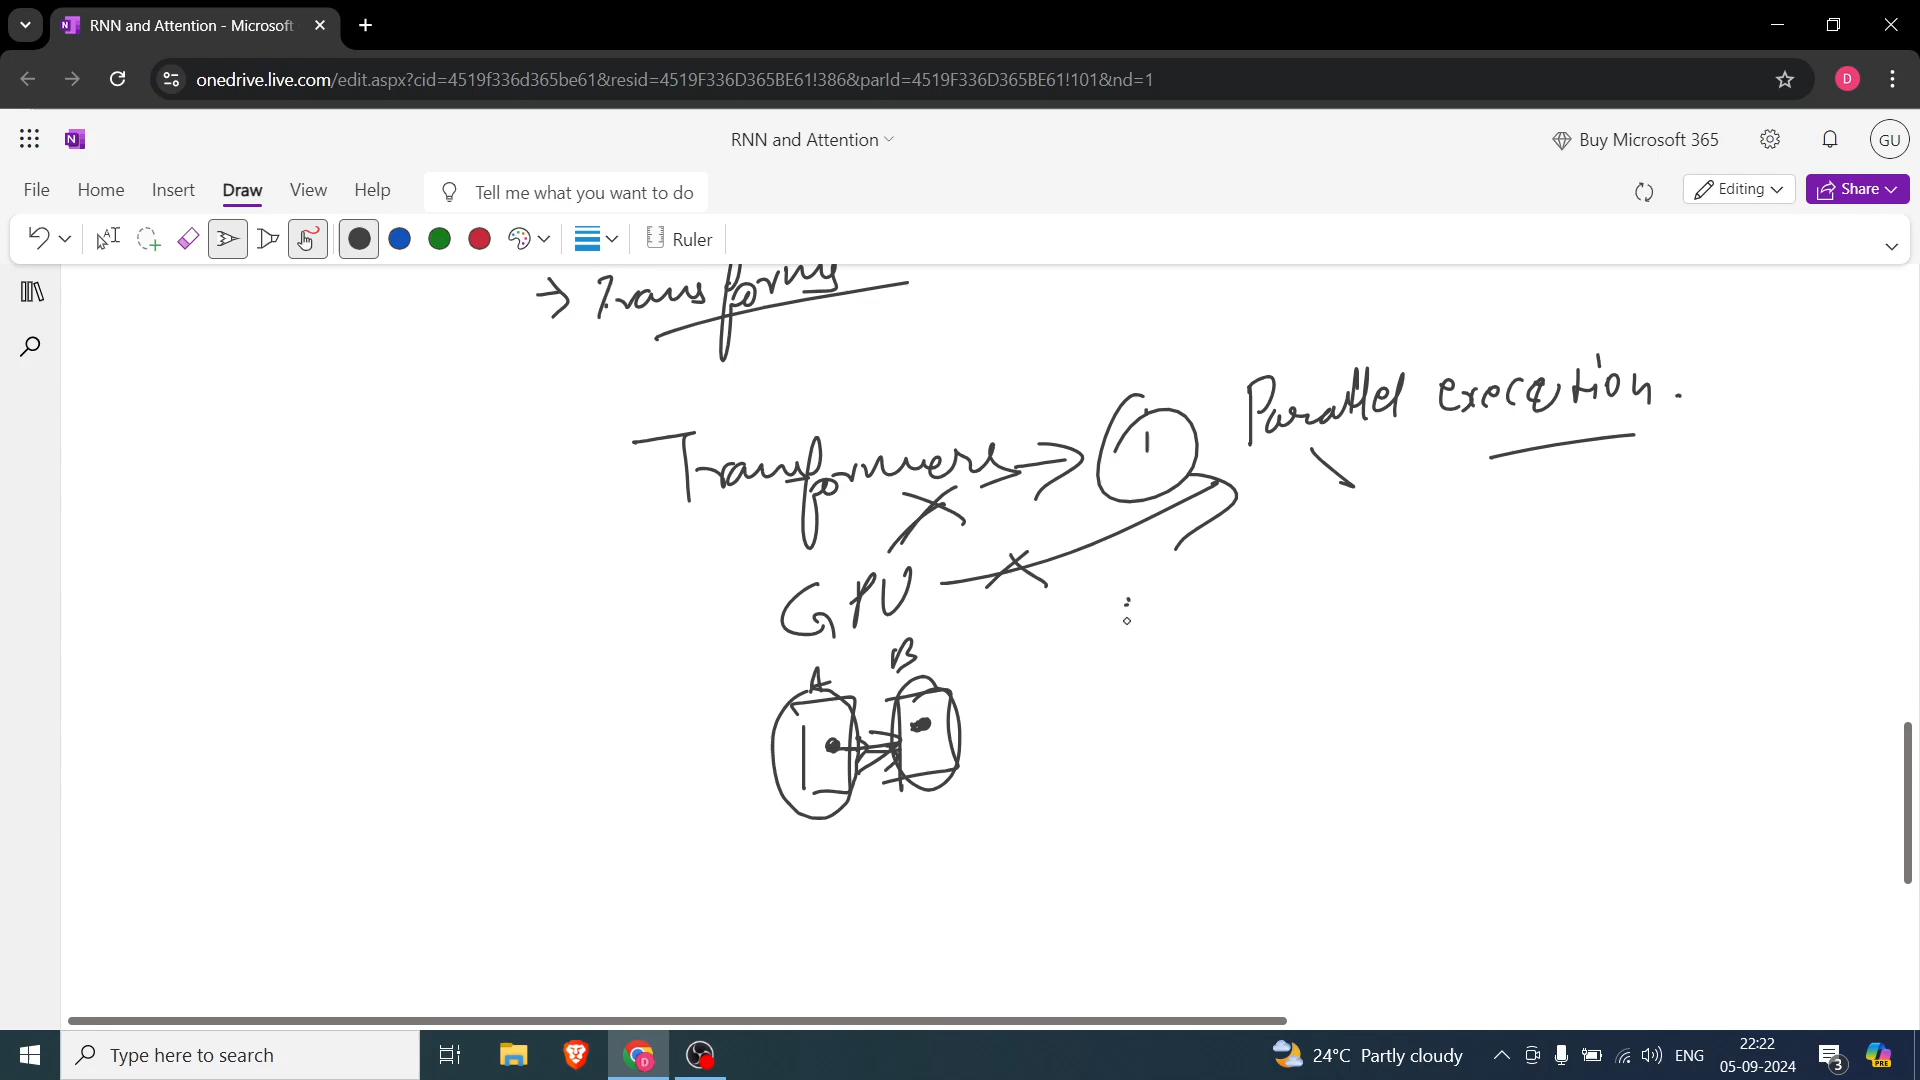 RNN and Attention - Microsoft
onedrive.live.com/edit.aspx?cid=4519f336d365be61&resid=4519F336D365BE61!386&parId=4519F336D365BE61!101&nd=1
D
N
RNN and Attention
Buy Microsoft 365
GU
File Home Insert Draw View Help
Tell me what you want to do
Editing
Share
Ruler
→ Transforms
Parallel execution.
Transformers → 1
GPU
A B
Type here to search
24°C Partly cloudy
ENG
22:22
05-09-2024
3
PRE